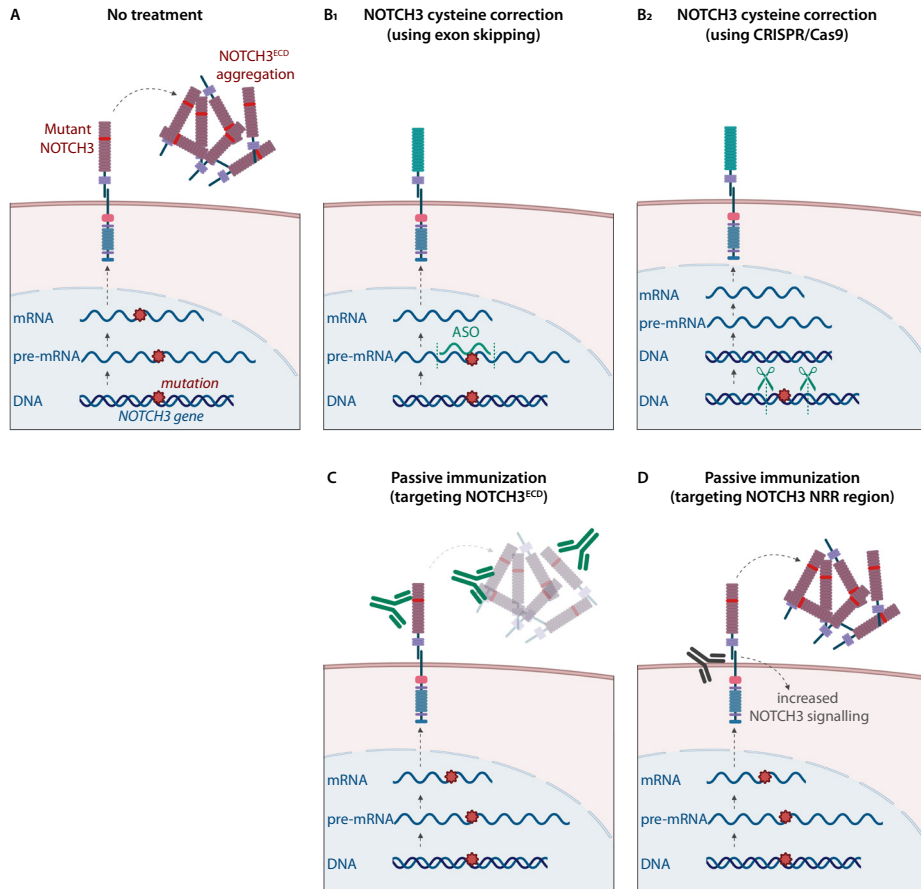 A
No treatment
NOTCH3ECD
aggregation
Mutant
NOTCH3
mRNA
pre-mRNA
mutation
DNA
NOTCH3 gene
B1
NOTCH3 cysteine correction
(using exon skipping)
mRNA
ASO
pre-mRNA
DNA
B2
NOTCH3 cysteine correction
(using CRISPR/Cas9)
mRNA
pre-mRNA
DNA
DNA
C
Passive immunization
(targeting NOTCH3ECD)
mRNA
pre-mRNA
DNA
D
Passive immunization
(targeting NOTCH3 NRR region)
increased
NOTCH3 signalling
mRNA
pre-mRNA
DNA